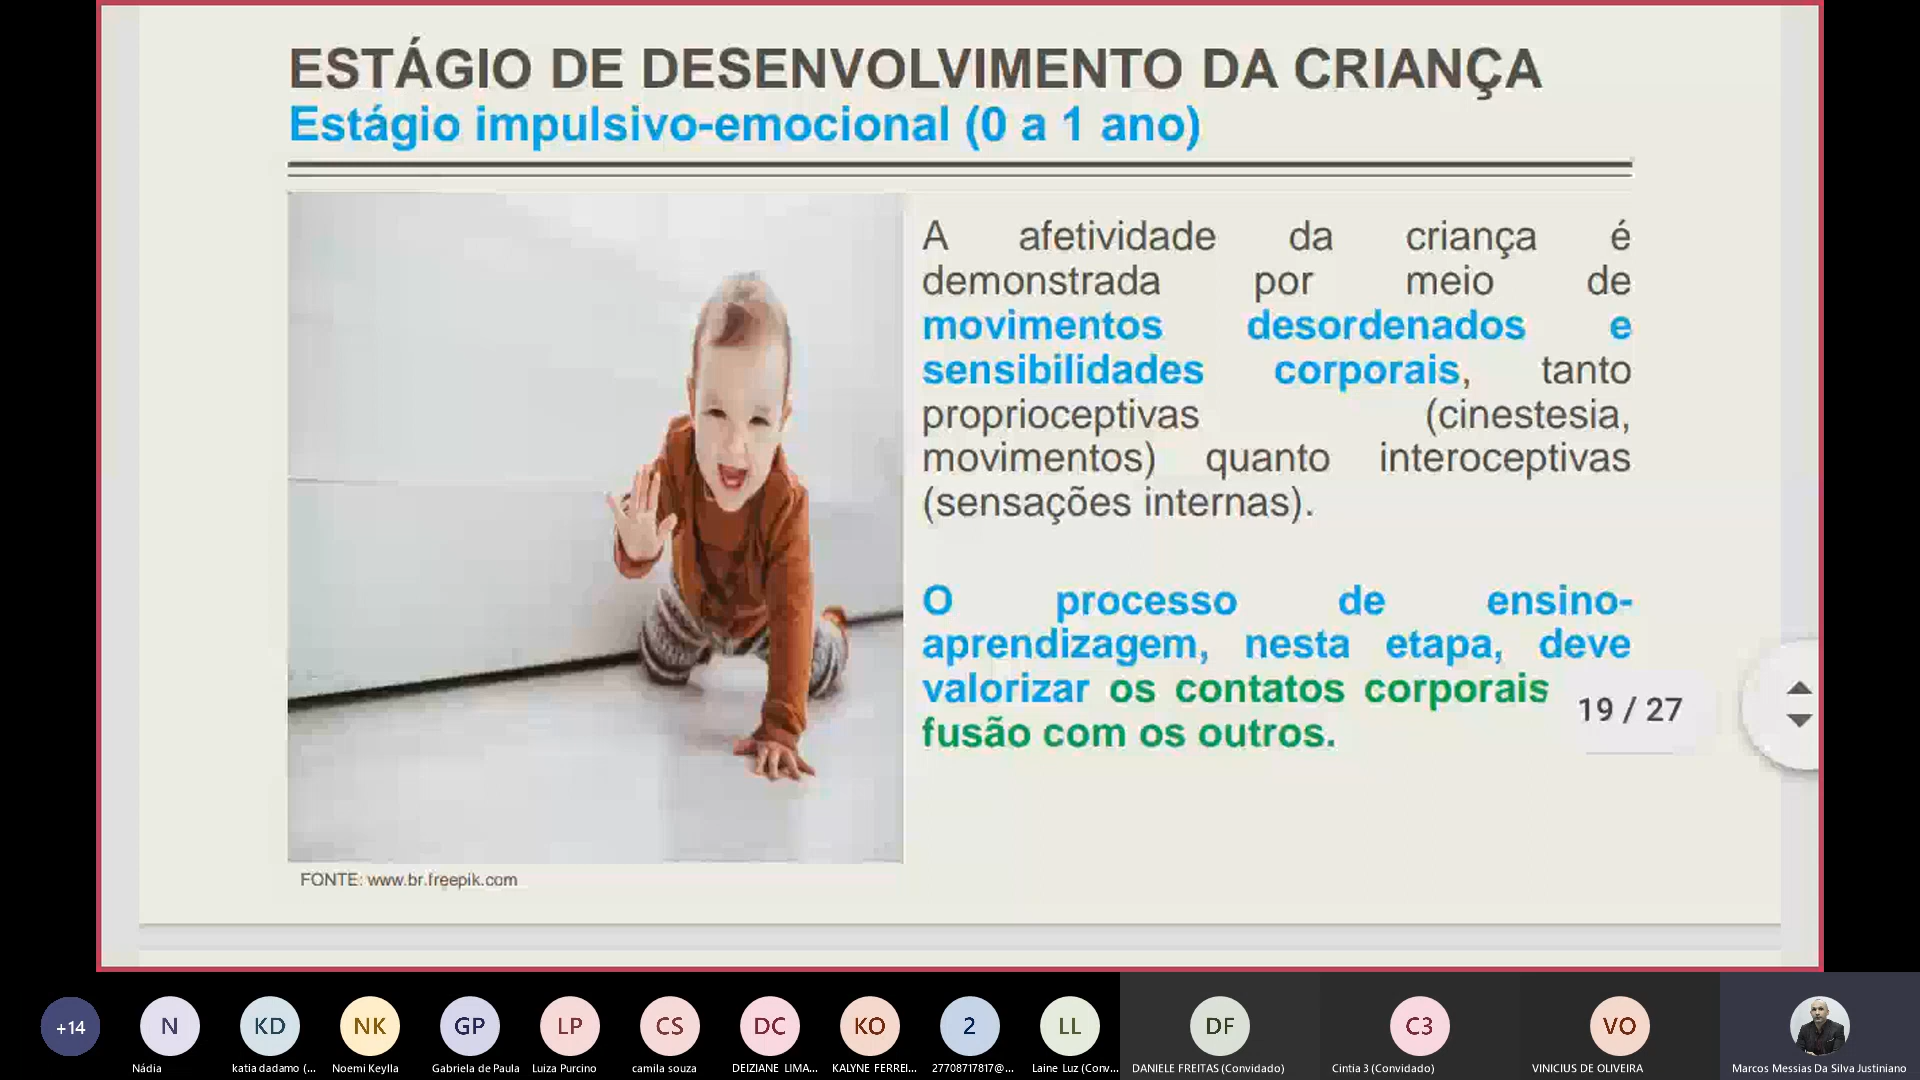 ESTÁGIO DE DESENVOLVIMENTO DA CRIANÇA
Estágio impulsivo-emocional (0 a 1 ano)
A afetividade da criança é
demonstrada por meio de
movimentos desordenados e
sensibilidades corporais, tanto
proprioceptivas (cinestesia,
movimentos) quanto interoceptivas
(sensações internas).
O processo de ensino-
aprendizagem, nesta etapa, deve
valorizar os contatos corporais
fusão com os outros.
19 / 27
FONTE: www.br.freepik.com
+14
N
KD
NK
GP
LP
CS
DC
KO
2
LL
DF
C3
VO
Nádia
katia dadamo (...
Noemi Keylla
Gabriela de Paula
Luiza Purcino
camila souza
DEIZIANE LIMA...
KALYNE FERREI...
27708717817@...
Laine Luz (Conv...
DANIELE FREITAS (Convidado)
Cintia 3 (Convidado)
VINICIUS DE OLIVEIRA
Marcos Messias Da Silva Justiniano